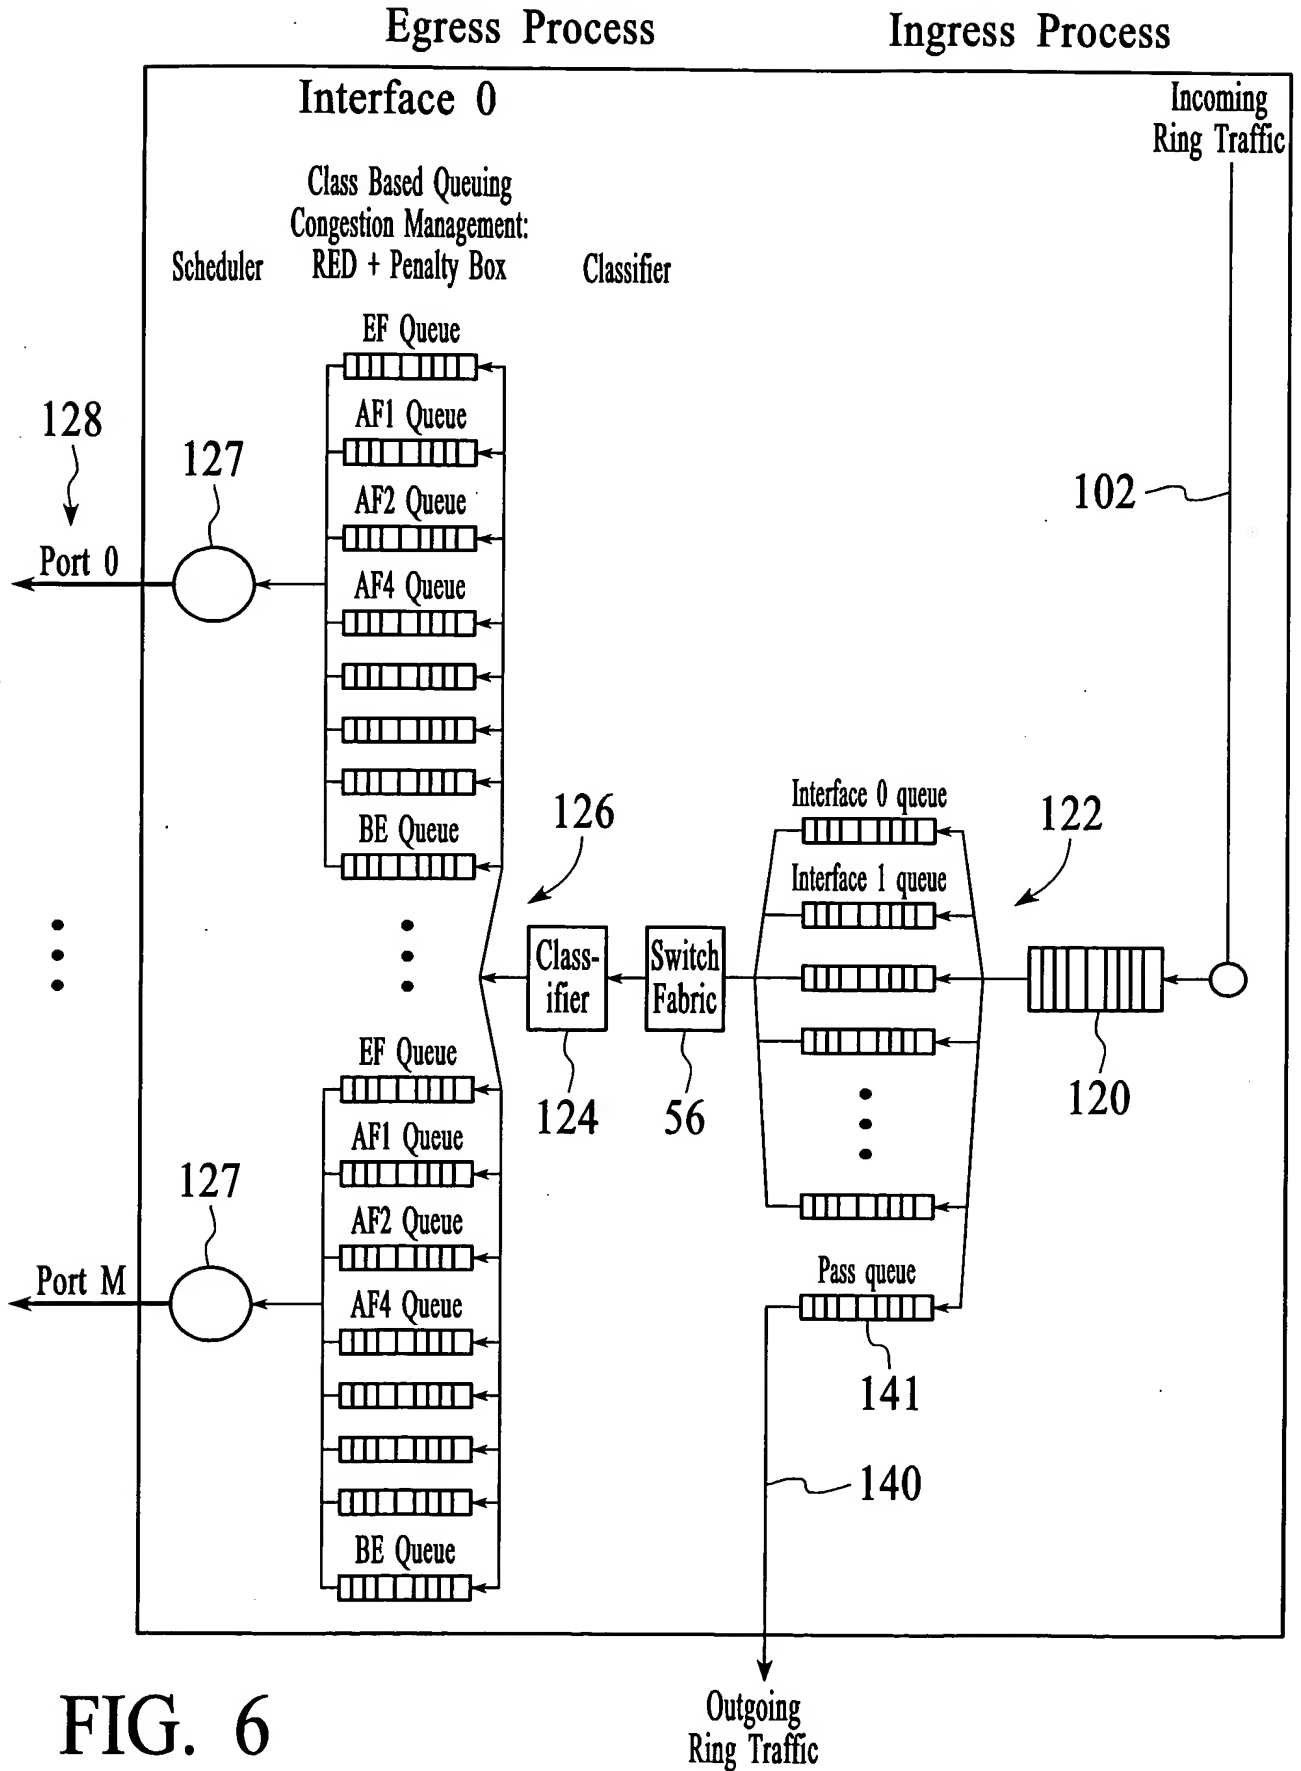 Egress Process
Ingress Process
Interface 0
Incoming
Ring Traffic
Class Based Queuing
Congestion Management:
RED + Penalty Box
Scheduler
Classifier
EF Queue
AF1 Queue
AF2 Queue
AF4 Queue
BE Queue
128
127
Port 0
102
126
Interface 0 queue
Interface 1 queue
122
Class-
ifier
Switch
Fabric
124
56
120
EF Queue
AF1 Queue
AF2 Queue
AF4 Queue
BE Queue
127
Port M
Pass queue
141
140
Outgoing
Ring Traffic
FIG. 6